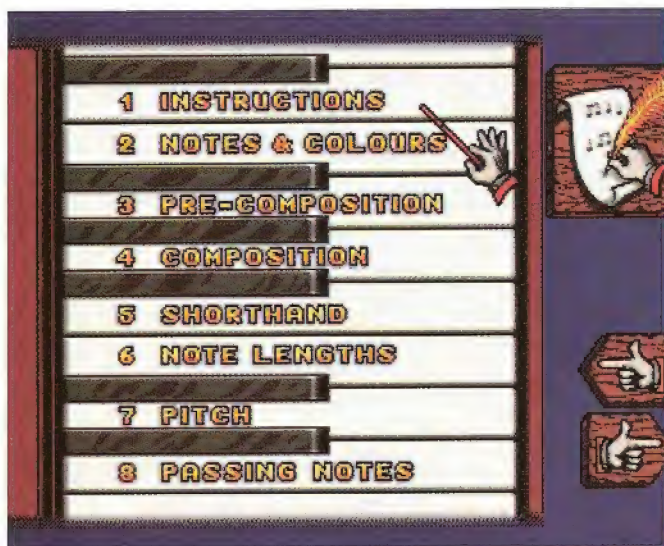 1 INSTRUCTIONS
2 NOTES & COLOURS
3 PRE-COMPOSITION
4 COMPOSITION
5 SHORTHAND
6 NOTE LENGTHS
7 PITCH
8 PASSING NOTES